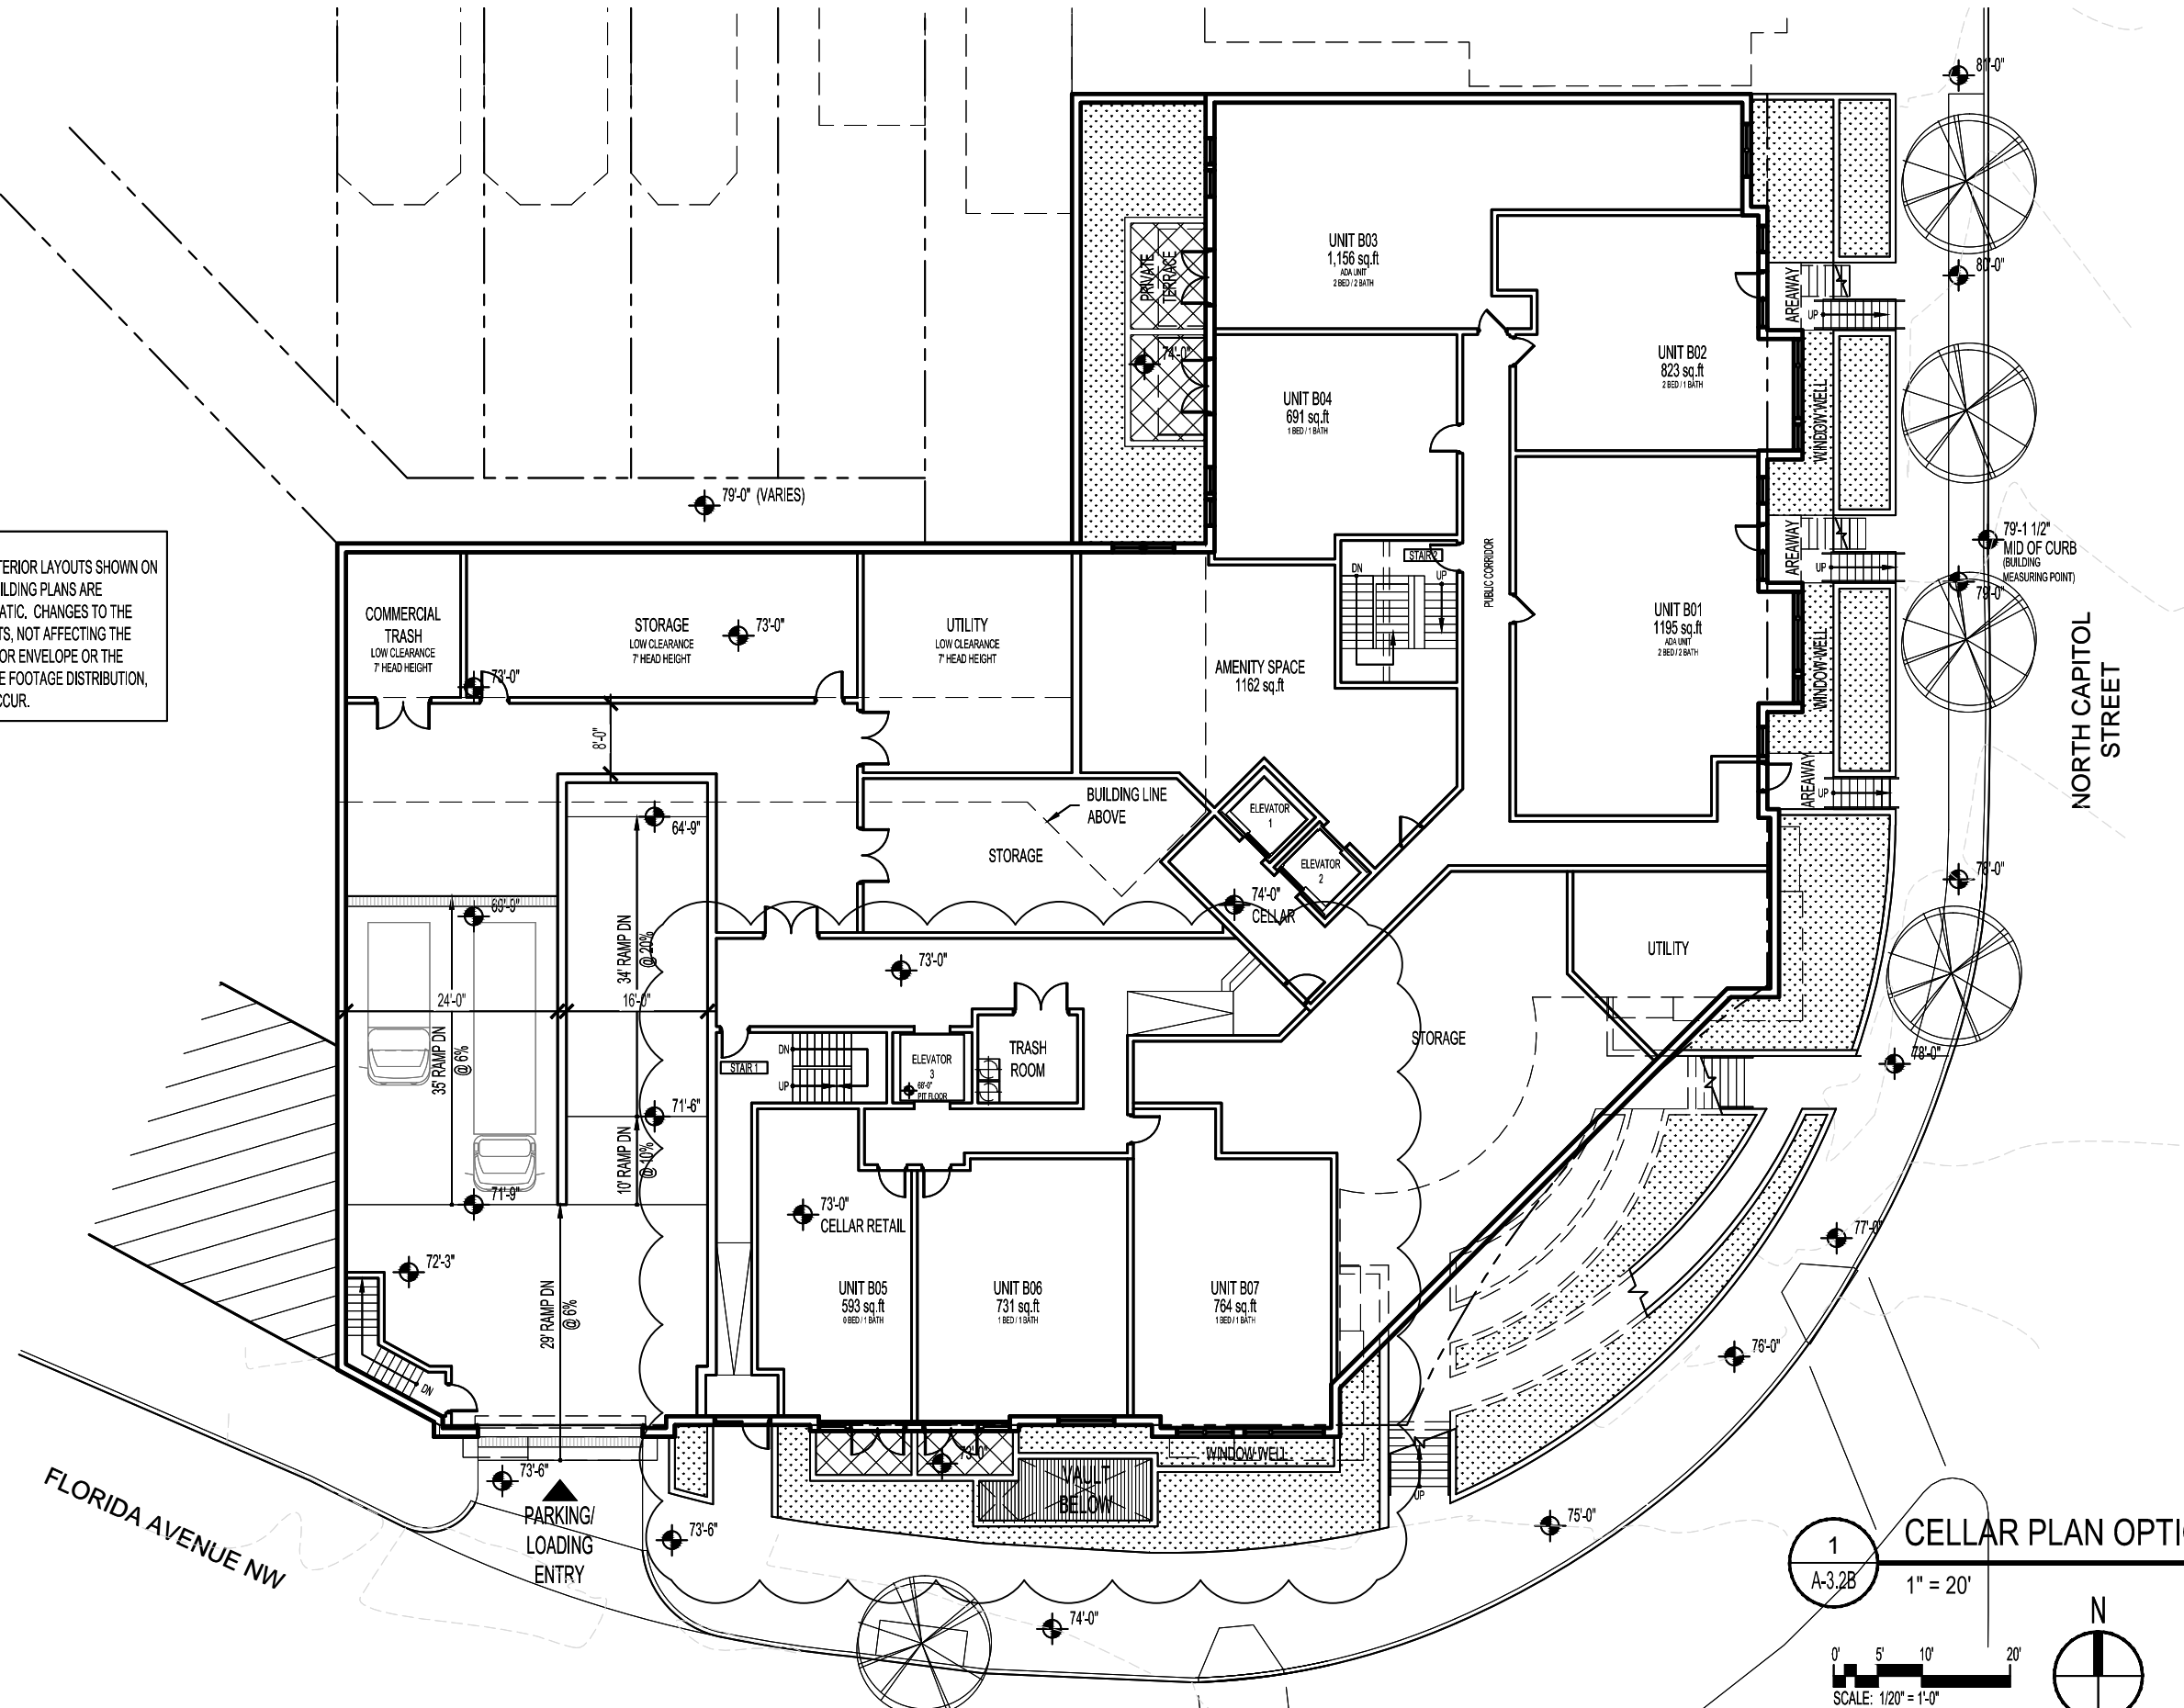 81'-0"
80'-0"
UNIT B03
1,156 sq.ft
ADA UNIT
2 BED / 2 BATH
PRIVATE
TERRACE
74'-0"
UNIT B02
823 sq.ft
2 BED / 1 BATH
UNIT B04
691 sq.ft
1 BED / 1 BATH
AREAWAY
UP
WINDOW WELL
79'-0" (VARIES)
TERIOR LAYOUTS SHOWN ON
ILDING PLANS ARE
ATIC. CHANGES TO THE
TS, NOT AFFECTING THE
OR ENVELOPE OR THE
E FOOTAGE DISTRIBUTION,
CCUR.
COMMERCIAL
TRASH
LOW CLEARANCE
7' HEAD HEIGHT
STORAGE
LOW CLEARANCE
7' HEAD HEIGHT
73'-0"
73'-0"
UTILITY
LOW CLEARANCE
7' HEAD HEIGHT
AMENITY SPACE
1162 sq.ft
STAIR 2
DN
UP
PUBLIC CORRIDOR
UNIT B01
1195 sq.ft
ADA UNIT
2 BED / 2 BATH
AREAWAY
UP
WINDOW WELL
AREAWAY
UP
79'-1 1/2"
MID OF CURB
(BUILDING
MEASURING POINT)
79'-0"
NORTH CAPITOL
STREET
8'-0"
BUILDING LINE
ABOVE
STORAGE
ELEVATOR
1
ELEVATOR
2
74'-0"
CELLAR
64'-9"
69'-9"
34' RAMP DN
@ 20%
24'-0"
16'-0"
35' RAMP DN
@ 6%
71'-6"
10' RAMP DN
@ 10%
71'-9"
72'-3"
29' RAMP DN
@ 6%
DN
73'-0"
STAIR 1
DN
UP
ELEVATOR
3
68'-0"
PIT FLOOR
TRASH
ROOM
STORAGE
UTILITY
78'-0"
78'-0"
77'-0"
76'-0"
75'-0"
74'-0"
73'-0"
CELLAR RETAIL
UNIT B05
593 sq.ft
0 BED / 1 BATH
UNIT B06
731 sq.ft
1 BED / 1 BATH
UNIT B07
764 sq.ft
1 BED / 1 BATH
73'-0"
WINDOW WELL
VAULT
BELOW
UP
73'-6"
73'-6"
PARKING/
LOADING
ENTRY
FLORIDA AVENUE NW
1
A-3.2B
CELLAR PLAN OPTI
1" = 20'
N
0' 5' 10' 20'
SCALE: 1/20" = 1'-0"